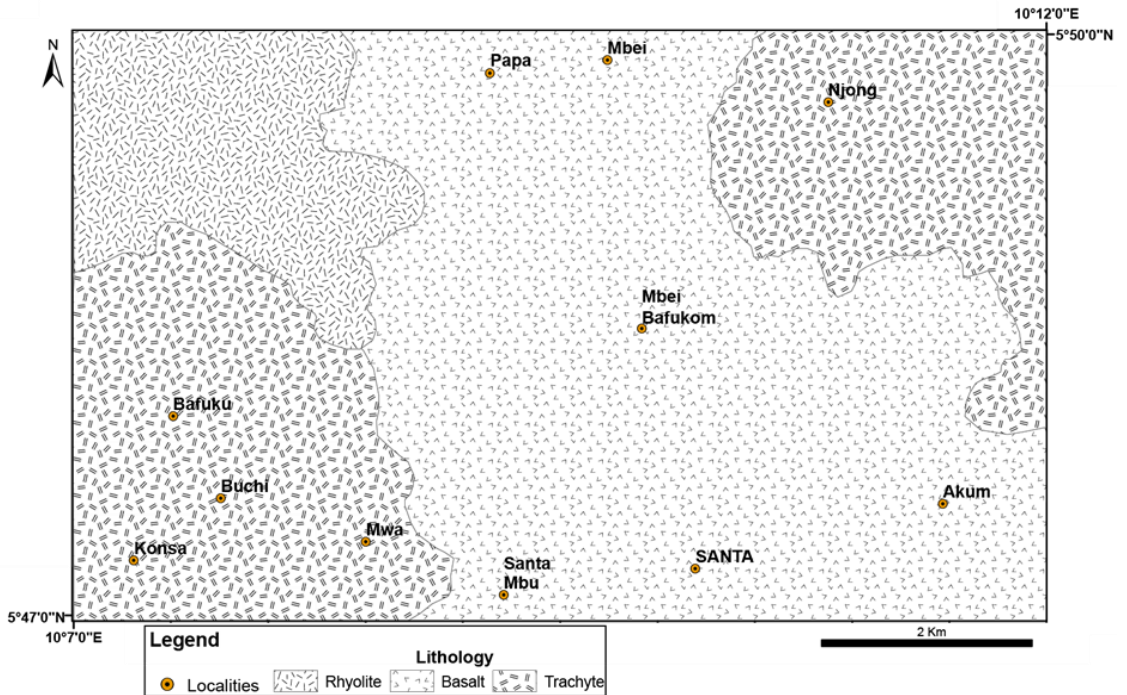 10°12'0"E
5°50'0"N
N
Papa
Mbei
Njong
Mbei
Bafukom
Bafuku
Buchi
Akum
Mwa
Konsa
Santa
Mbu
SANTA
5°47'0"N
10°7'0"E
2 Km
Legend
Lithology
Localities
Rhyolite
Basalt
Trachyte